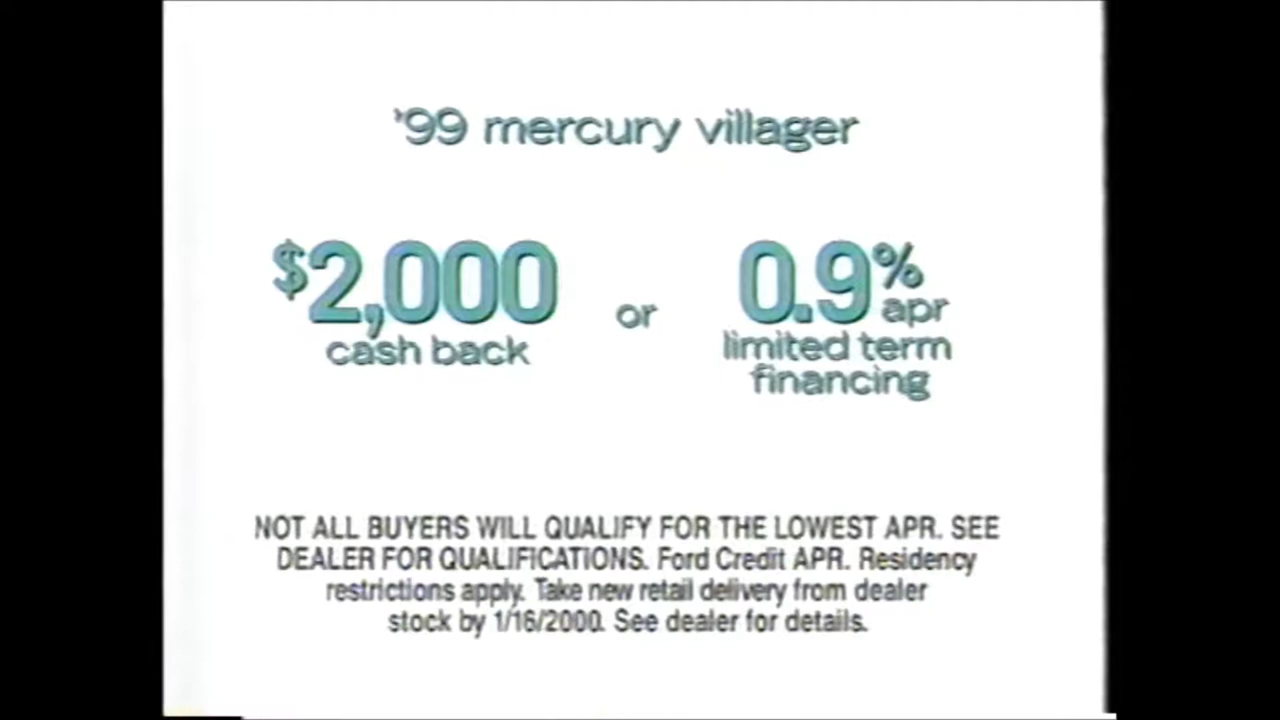 '99 mercury villager
$2,000 or 0.9% apr
cash back limited term
financing
NOT ALL BUYERS WILL QUALIFY FOR THE LOWEST APR. SEE
DEALER FOR QUALIFICATIONS. Ford Credit APR. Residency
restrictions apply. Take new retail delivery from dealer
stock by 1/16/2000. See dealer for details.